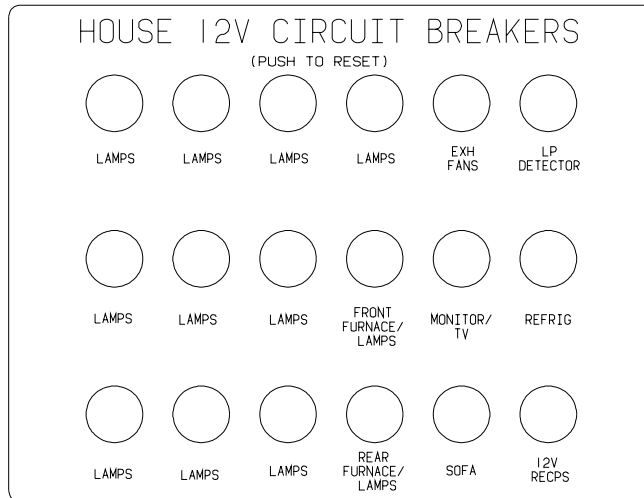 HOUSE 12V CIRCUIT BREAKERS
(PUSH TO RESET)
LAMPS LAMPS LAMPS LAMPS EXH FANS LP DETECTOR
LAMPS LAMPS LAMPS FRONT FURNACE/ LAMPS MONITOR/ TV REFRIG
LAMPS LAMPS LAMPS REAR FURNACE/ LAMPS SOFA 12V RECPS